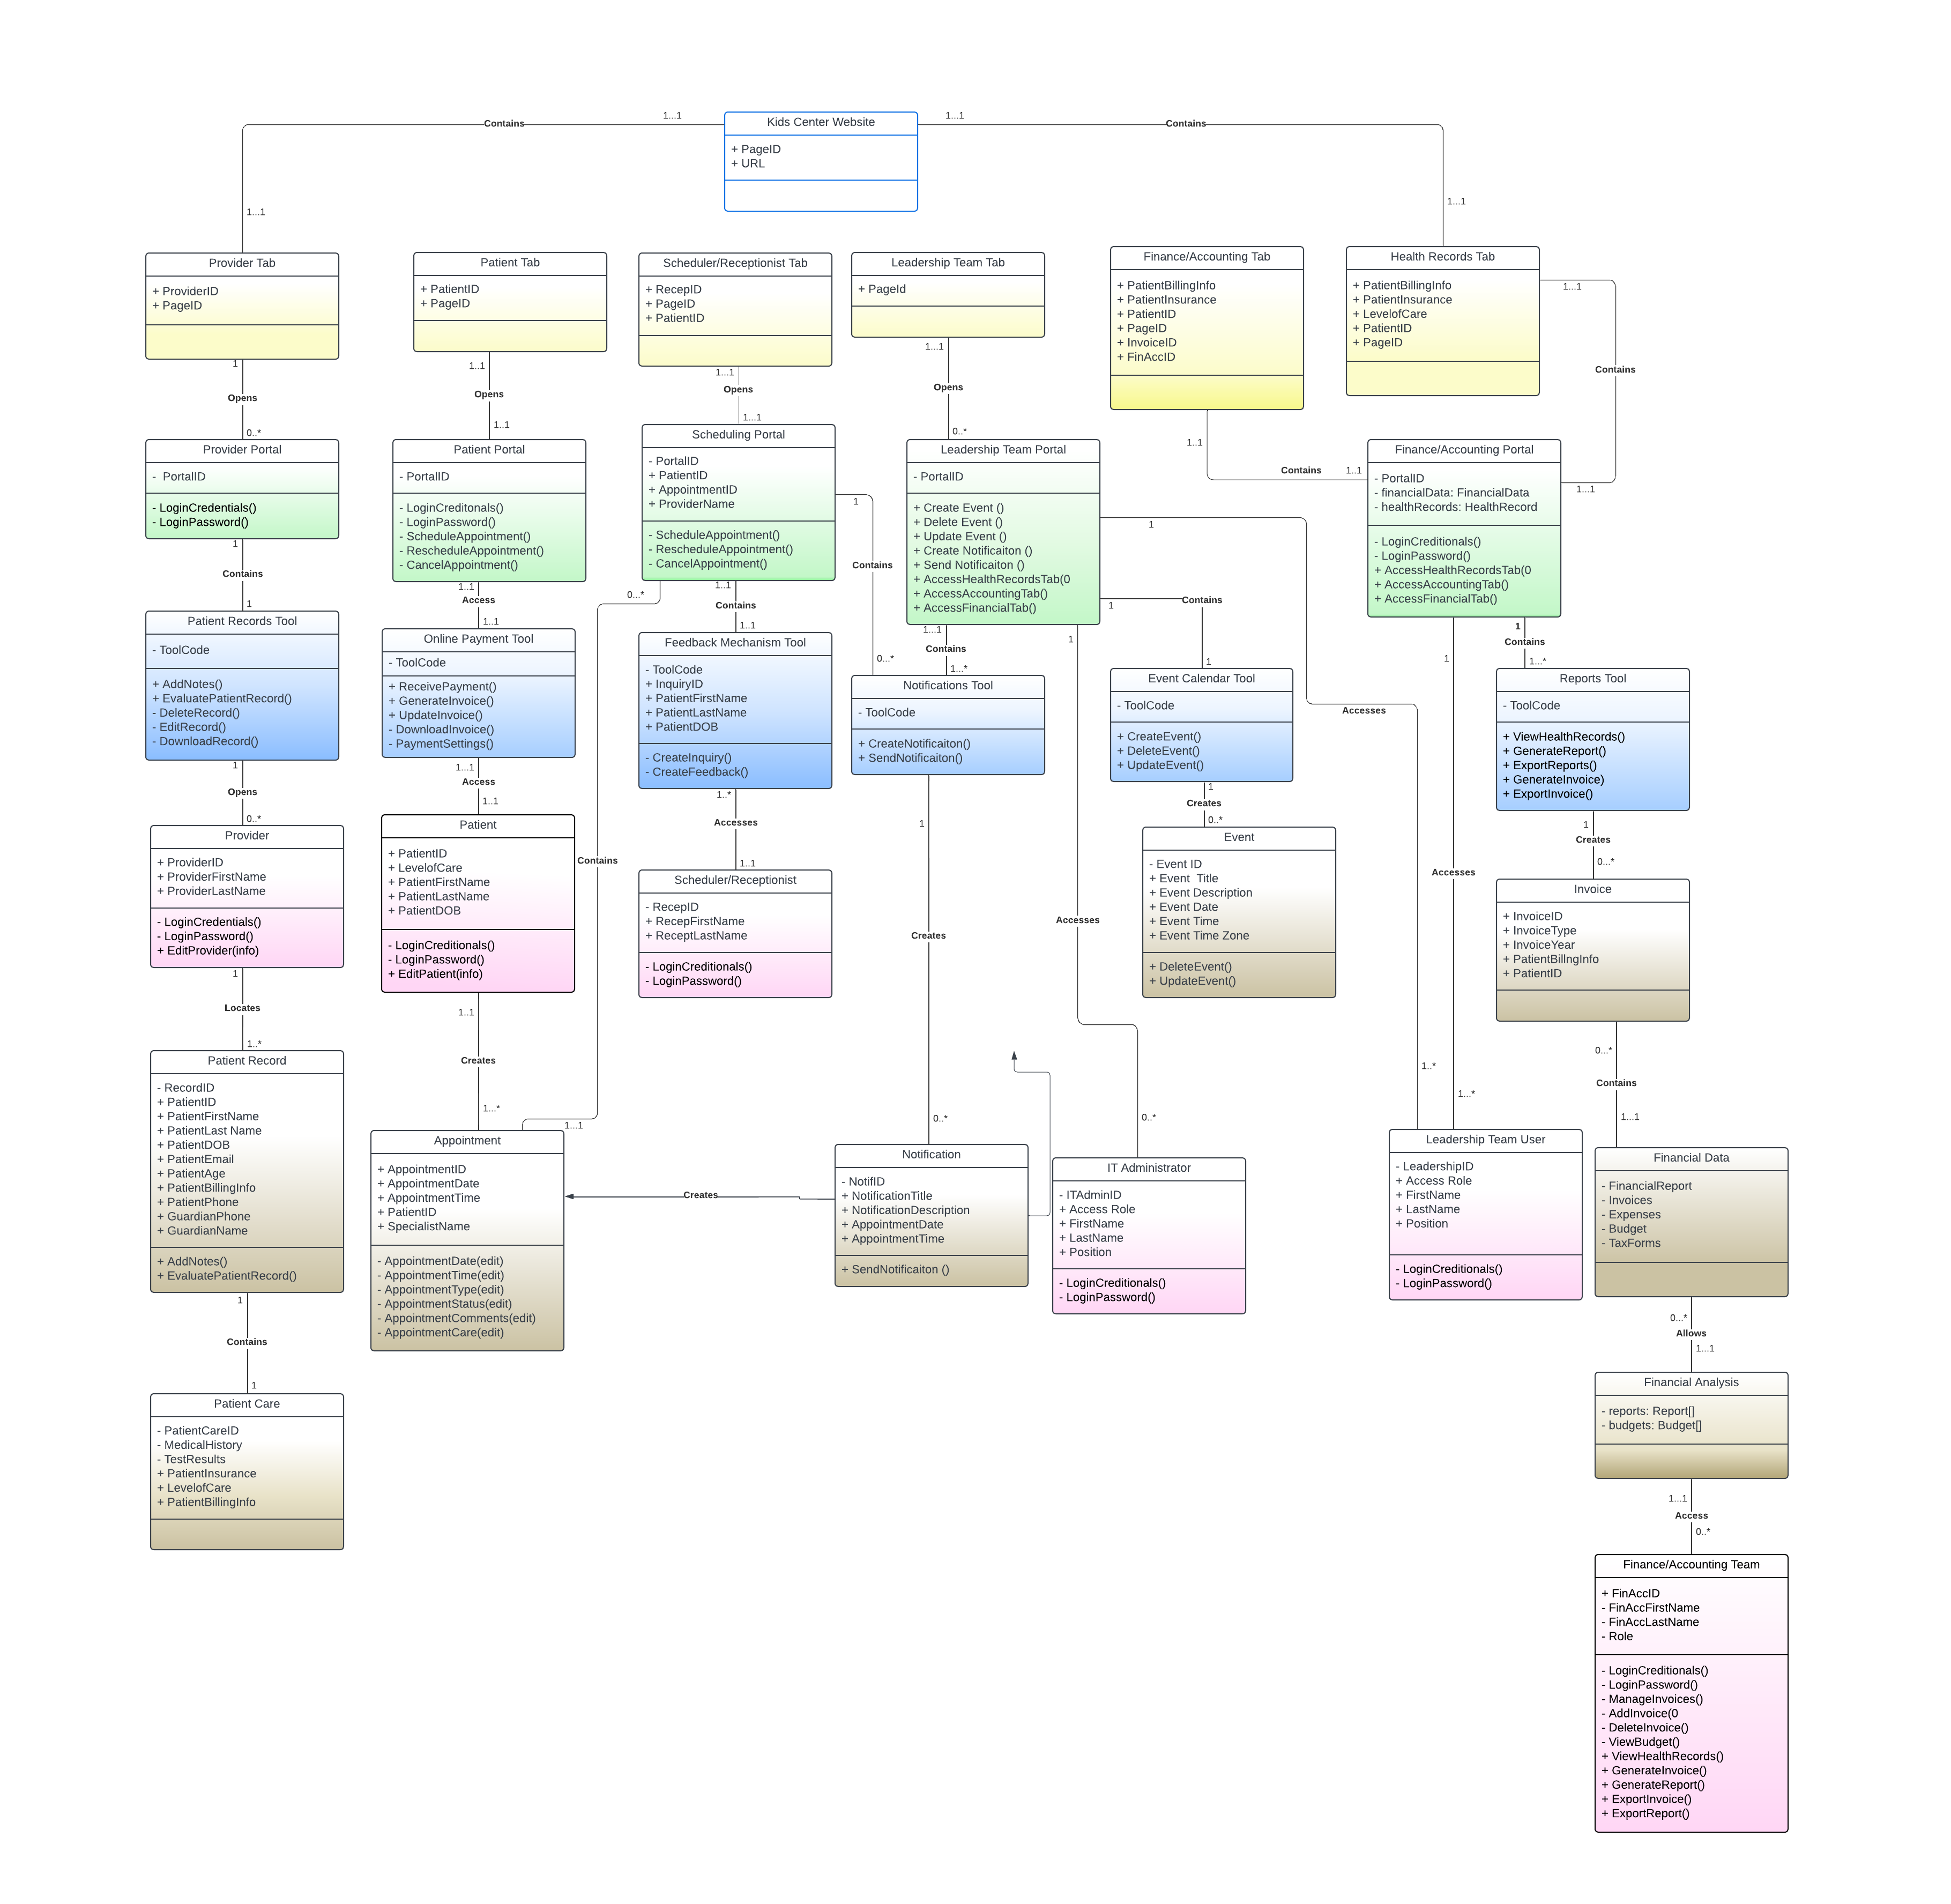 Kids Center Website
+ PageID
+ URL
Contains
1...1
1...1
1...1
Contains
1...1
Provider Tab
+ ProviderID
+ PageID
1
Opens
0..*
Provider Portal
-  PortalID
- LoginCredentials()
- LoginPassword()
1
Contains
1
Patient Records Tool
- ToolCode
+ AddNotes()
+ EvaluatePatientRecord()
- DeleteRecord()
- EditRecord()
- DownloadRecord()
1
Opens
0..*
Provider
+ ProviderID
+ ProviderFirstName
+ ProviderLastName
- LoginCredentials()
- LoginPassword()
+ EditProvider(info)
1
Locates
1..*
Patient Record
- RecordID
+ PatientID
+ PatientFirstName
+ PatientLast Name
+ PatientDOB
+ PatientEmail
+ PatientAge
+ PatientBillingInfo
+ PatientPhone
+ GuardianPhone
+ GuardianName
+ AddNotes()
+ EvaluatePatientRecord()
1
Contains
1
Patient Care
- PatientCareID
- MedicalHistory
- TestResults
+ PatientInsurance
+ LevelofCare
+ PatientBillingInfo
Patient Tab
+ PatientID
+ PageID
1..1
Opens
1..1
Patient Portal
- PortalID
- LoginCreditonals()
- LoginPassword()
- ScheduleAppointment()
- RescheduleAppointment()
- CancelAppointment()
1..1
Access
1..1
Online Payment Tool
- ToolCode
+ ReceivePayment()
+ GenerateInvoice()
+ UpdateInvoice()
- DownloadInvoice()
- PaymentSettings()
1...1
Access
1..1
Patient
+ PatientID
+ LevelofCare
+ PatientFirstName
+ PatientLastName
+ PatientDOB
- LoginCreditionals()
- LoginPassword()
+ EditPatient(info)
1..1
Creates
1...*
Appointment
+ AppointmentID
+ AppointmentDate
+ AppointmentTime
+ PatientID
+ SpecialistName
- AppointmentDate(edit)
- AppointmentTime(edit)
- AppointmentType(edit)
- AppointmentStatus(edit)
- AppointmentComments(edit)
- AppointmentCare(edit)
Scheduler/Receptionist Tab
+ RecepID
+ PageID
+ PatientID
1...1
Opens
1...1
Scheduling Portal
- PortalID
+ PatientID
+ AppointmentID
+ ProviderName
- ScheduleAppointment()
- RescheduleAppointment()
- CancelAppointment()
0...*
Contains
1...1
1
Contains
0...*
1...1
Contains
1..1
Feedback Mechanism Tool
- ToolCode
+ InquiryID
+ PatientFirstName
+ PatientLastName
+ PatientDOB
- CreateInquiry()
- CreateFeedback()
1..*
Accesses
1..1
Scheduler/Receptionist
- RecepID
+ RecepFirstName
+ ReceptLastName
- LoginCreditionals()
- LoginPassword()
Leadership Team Tab
+ PageId
1...1
Opens
0..*
Leadership Team Portal
- PortalID
+ Create Event ()
+ Delete Event ()
+ Update Event ()
+ Create Notificaiton ()
+ Send Notificaiton ()
+ AccessHealthRecordsTab(0
+ AccessAccountingTab()
+ AccessFinancialTab()
1...1
Contains
1...*
Notifications Tool
- ToolCode
+ CreateNotificaiton()
+ SendNotificaiton()
1
Creates
0..*
Notification
- NotifID
+ NotificationTitle
+ NotificationDescription
+ AppointmentDate
+ AppointmentTime
+ SendNotificaiton ()
Creates
1
Contains
1
Event Calendar Tool
- ToolCode
+ CreateEvent()
+ DeleteEvent()
+ UpdateEvent()
1
Creates
0..*
Event
- Event ID
+ Event  Title
+ Event Description
+ Event Date
+ Event Time
+ Event Time Zone
+ DeleteEvent()
+ UpdateEvent()
1
Accesses
0..*
IT Administrator
- ITAdminID
+ Access Role
+ FirstName
+ LastName
+ Position
- LoginCreditionals()
- LoginPassword()
1
Accesses
1..*
Finance/Accounting Tab
+ PatientBillingInfo
+ PatientInsurance
+ PatientID
+ PageID
+ InvoiceID
+ FinAccID
1..1
Contains
1..1
Health Records Tab
+ PatientBillingInfo
+ PatientInsurance
+ LevelofCare
+ PatientID
+ PageID
1...1
Contains
1...1
Finance/Accounting Portal
- PortalID
- financialData: FinancialData
- healthRecords: HealthRecord
- LoginCreditionals()
- LoginPassword()
+ AccessHealthRecordsTab(0
+ AccessAccountingTab()
+ AccessFinancialTab()
1
Accesses
1...*
Leadership Team User
- LeadershipID
+ Access Role
+ FirstName
+ LastName
+ Position
- LoginCreditionals()
- LoginPassword()
1
Contains
1...*
Reports Tool
- ToolCode
+ ViewHealthRecords()
+ GenerateReport()
+ ExportReports()
+ GenerateInvoice)
+ ExportInvoice()
1
Creates
0...*
Invoice
+ InvoiceID
+ InvoiceType
+ InvoiceYear
+ PatientBillngInfo
+ PatientID
0...*
Contains
1...1
Financial Data
- FinancialReport
- Invoices
- Expenses
- Budget
- TaxForms
0...*
Allows
1...1
Financial Analysis
- reports: Report[]
- budgets: Budget[]
1...1
Access
0..*
Finance/Accounting Team
+ FinAccID
- FinAccFirstName
- FinAccLastName
- Role
- LoginCreditionals()
- LoginPassword()
- ManageInvoices()
- AddInvoice(0
- DeleteInvoice()
- ViewBudget()
+ ViewHealthRecords()
+ GenerateInvoice()
+ GenerateReport()
+ ExportInvoice()
+ ExportReport()